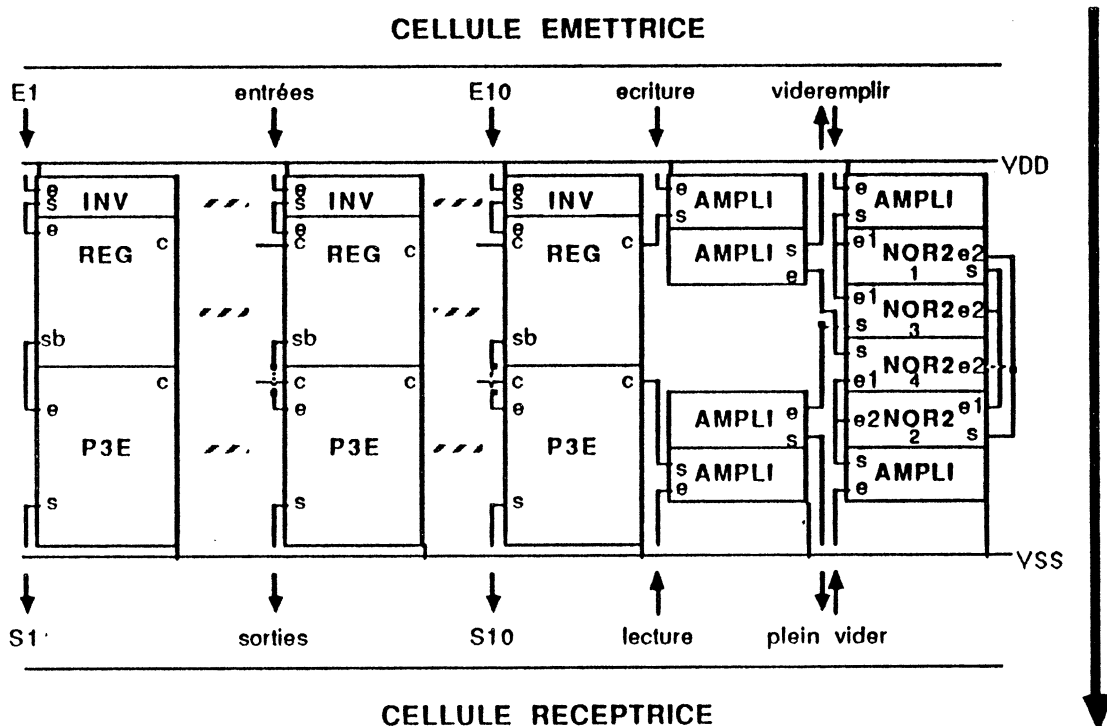 CELLULE EMETTRICE
E1 entrées E10 ecriture vide remplir
VDD
e e e e AMPLI e AMPLI
s INV s INV s INV s s
e e e AMPLI s e1 NOR2 e2
REG c c REG c c REG c e 1 s
e1 NOR2 e2
s 3
sb sb sb s NOR2 e2
c c c c c e1 4
e e e AMPLI e e2 NOR2 e1
P3E P3E P3E s 2 s
s AMPLI s AMPLI
s s s e e
VSS
S1 sorties S10 lecture plein vider
CELLULE RECEPTRICE